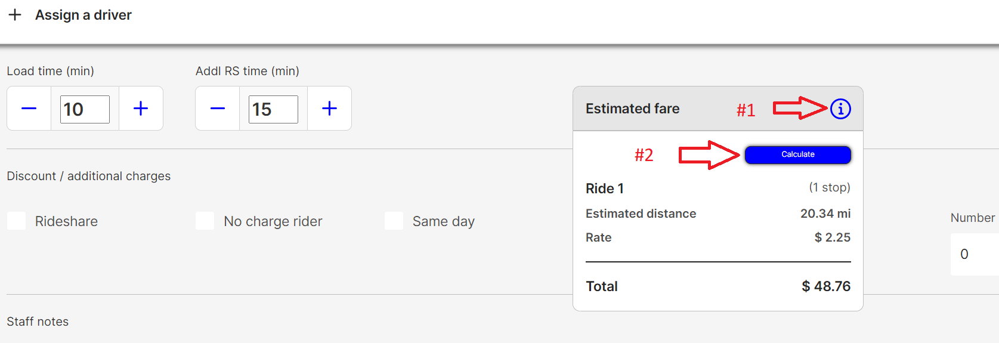 Assign a driver
Load time (min)
Addl RS time (min)
10
15
Estimated fare
#1
#2
Calculate
Ride 1
(1 stop)
Estimated distance
20.34 mi
Rate
$ 2.25
Total
$ 48.76
Discount / additional charges
Rideshare
No charge rider
Same day
Number
0
Staff notes